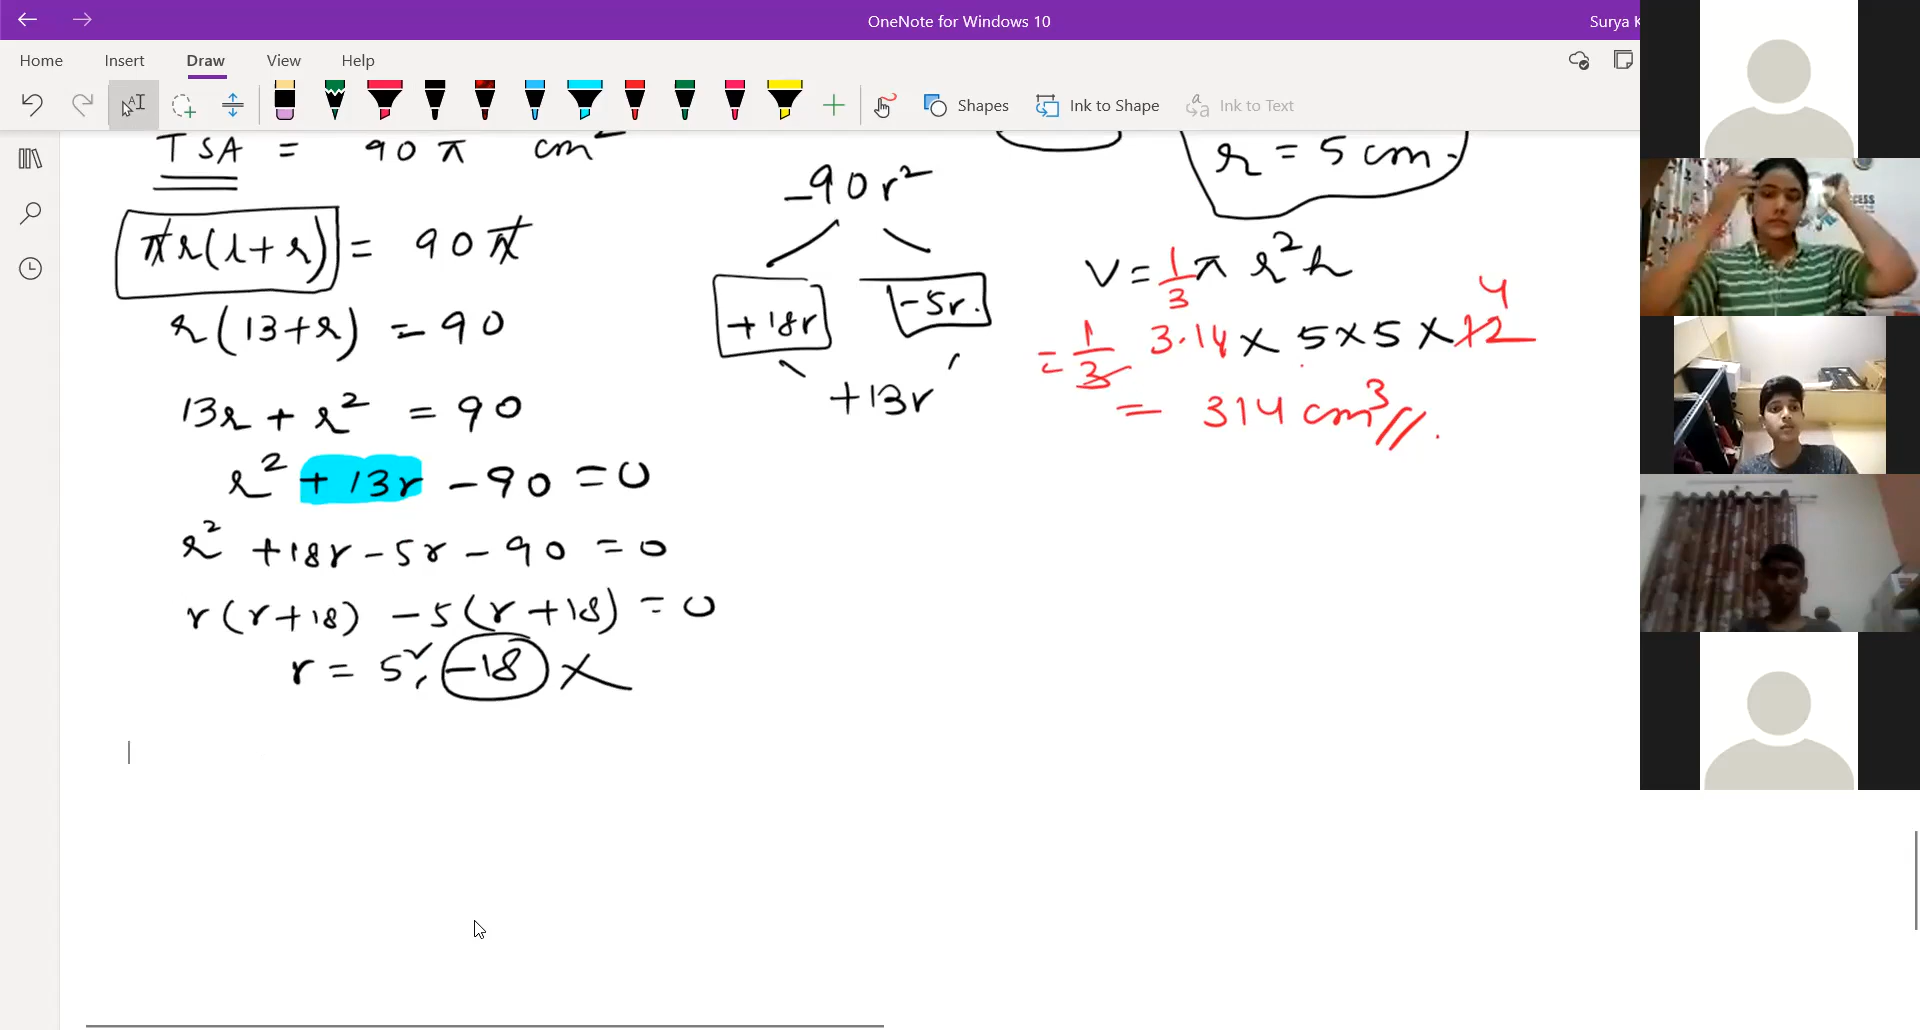 OneNote for Windows 10
Surya K
Home Insert Draw View Help
Shapes Ink to Shape Ink to Text
TSA = 90 π cm²
πr(l+r) = 90π
r(13+r) = 90
13r + r² = 90
r² + 13r - 90 = 0
r² + 18r - 5r - 90 = 0
r(r+18) - 5(r+18) = 0
r = 5✓, -18 ×
-90r²
+18r -5r.
+13r
r = 5 cm.
V = 1/3 π r²h
= 1/3 3.14 × 5 × 5 × 12 4
= 314 cm³//.
CESS